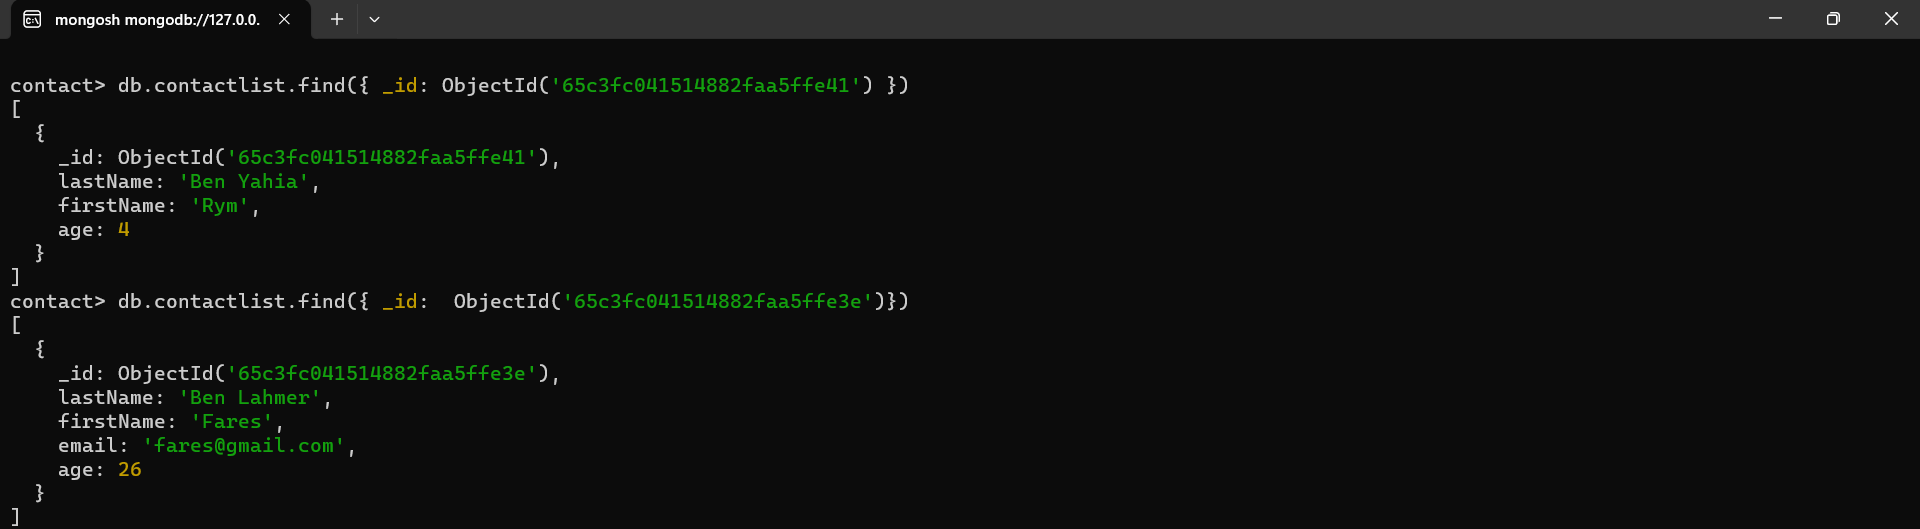 mongosh mongodb://127.0.0.
contact> db.contactlist.find({ _id: ObjectId('65c3fc041514882faa5ffe41') })
[
  {
    _id: ObjectId('65c3fc041514882faa5ffe41'),
    lastName: 'Ben Yahia',
    firstName: 'Rym',
    age: 4
  }
]
contact> db.contactlist.find({ _id:  ObjectId('65c3fc041514882faa5ffe3e')})
[
  {
    _id: ObjectId('65c3fc041514882faa5ffe3e'),
    lastName: 'Ben Lahmer',
    firstName: 'Fares',
    email: 'fares@gmail.com',
    age: 26
  }
]